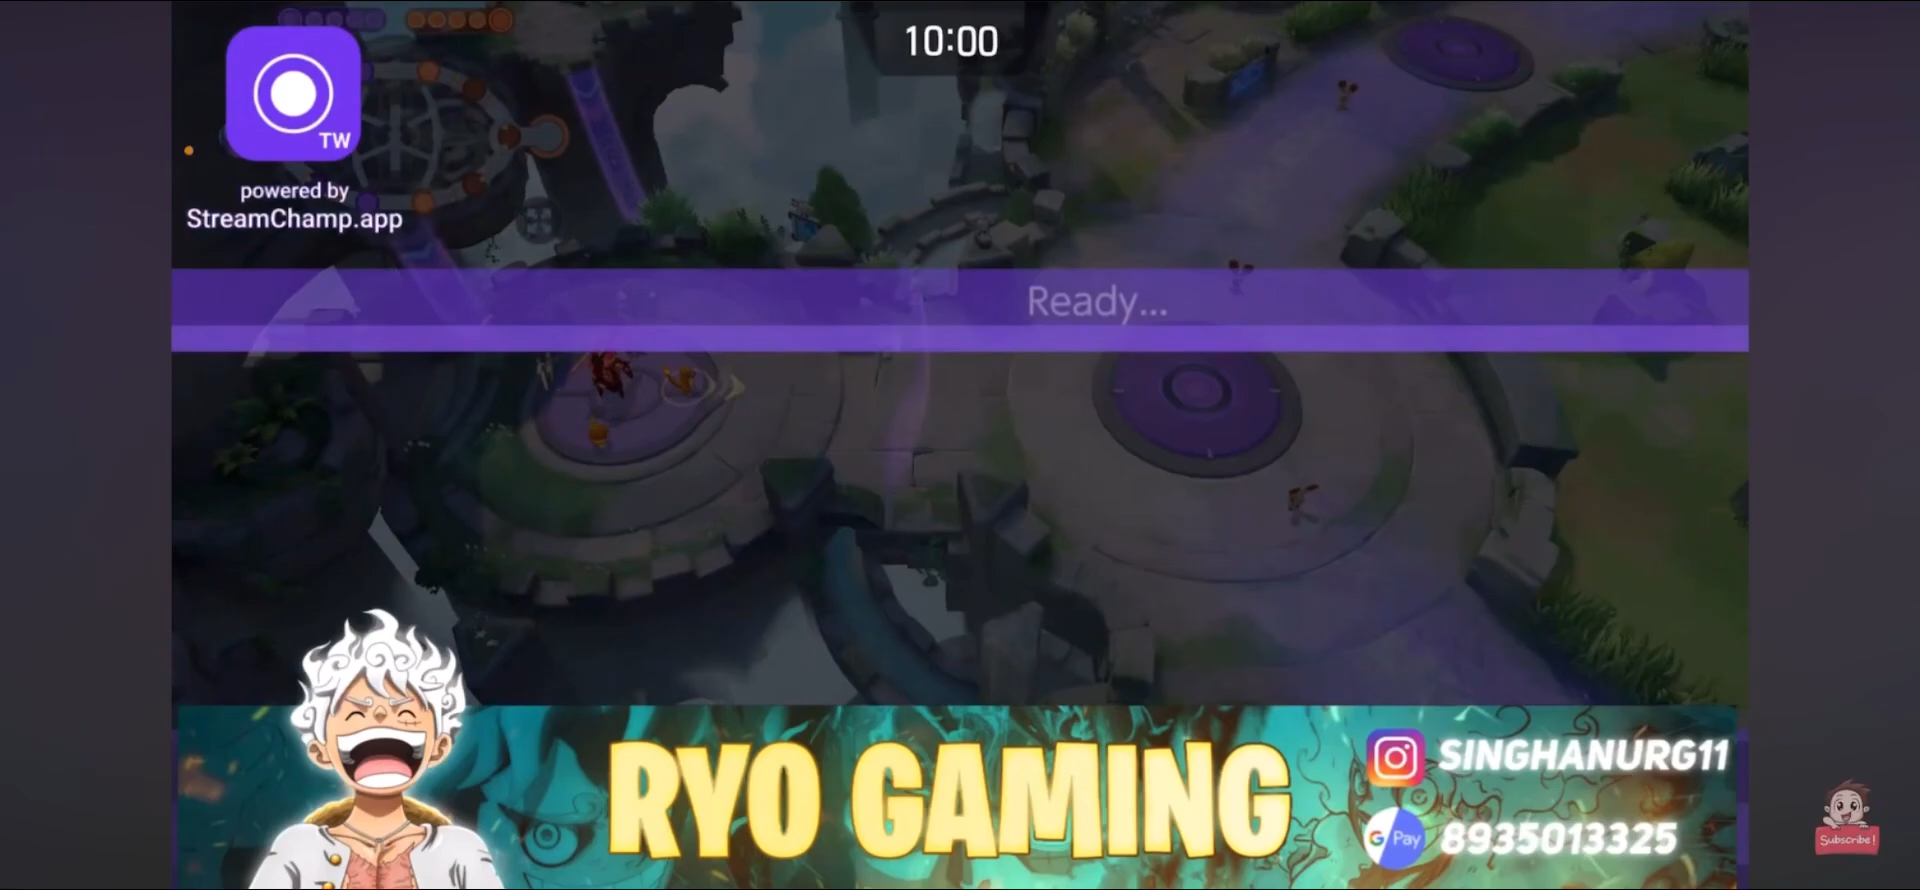 10:00
TW
powered by
StreamChamp.app
Ready...
RYO GAMING
SINGHANURG11
G Pay
8935013325
Subscribe!